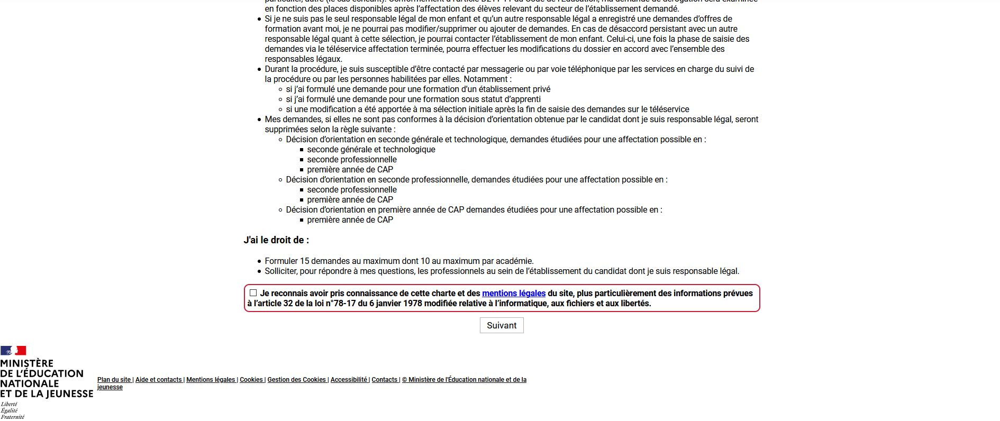 en fonction des places disponibles après l’affectation des élèves relevant du secteur de l’établissement demandé.
Si je ne suis pas le seul responsable légal de mon enfant et qu’un autre responsable légal a enregistré une demandes d’offres de
formation avant moi, je ne pourrai pas modifier/supprimer ou ajouter de demandes. En cas de désaccord persistant avec un autre
responsable légal quant à cette sélection, je pourrai contacter l’établissement de mon enfant. Celui-ci, une fois la phase de saisie des
demandes via le téléservice affectation terminée, pourra effectuer les modifications du dossier en accord avec l’ensemble des
responsables légaux.
Durant la procédure, je suis susceptible d’être contacté par messagerie ou par voie téléphonique par les services en charge du suivi de
la procédure ou par les personnes habilitées par elles. Notamment :
si j’ai formulé une demande pour une formation d’un établissement privé
si j’ai formulé une demande pour une formation sous statut d’apprenti
si une modification a été apportée à ma sélection initiale après la fin de saisie des demandes sur le téléservice
Mes demandes, si elles ne sont pas conformes à la décision d’orientation obtenue par le candidat dont je suis responsable légal, seront
supprimées selon la règle suivante :
Décision d’orientation en seconde générale et technologique, demandes étudiées pour une affectation possible en :
seconde générale et technologique
seconde professionnelle
première année de CAP
Décision d’orientation en seconde professionnelle, demandes étudiées pour une affectation possible en :
seconde professionnelle
première année de CAP
Décision d’orientation en première année de CAP demandes étudiées pour une affectation possible en :
première année de CAP
J'ai le droit de :
Formuler 15 demandes au maximum dont 10 au maximum par académie.
Solliciter, pour répondre à mes questions, les professionnels au sein de l’établissement du candidat dont je suis responsable légal.
Je reconnais avoir pris connaissance de cette charte et des mentions légales du site, plus particulièrement des informations prévues
à l’article 32 de la loi n°78-17 du 6 janvier 1978 modifiée relative à l’informatique, aux fichiers et aux libertés.
Suivant
MINISTÈRE
DE L’ÉDUCATION
NATIONALE
ET DE LA JEUNESSE
Liberté
Égalité
Fraternité
Plan du site | Aide et contacts | Mentions légales | Cookies | Gestion des Cookies | Accessibilité | Contacts | © Ministère de l'Éducation nationale et de la
jeunesse